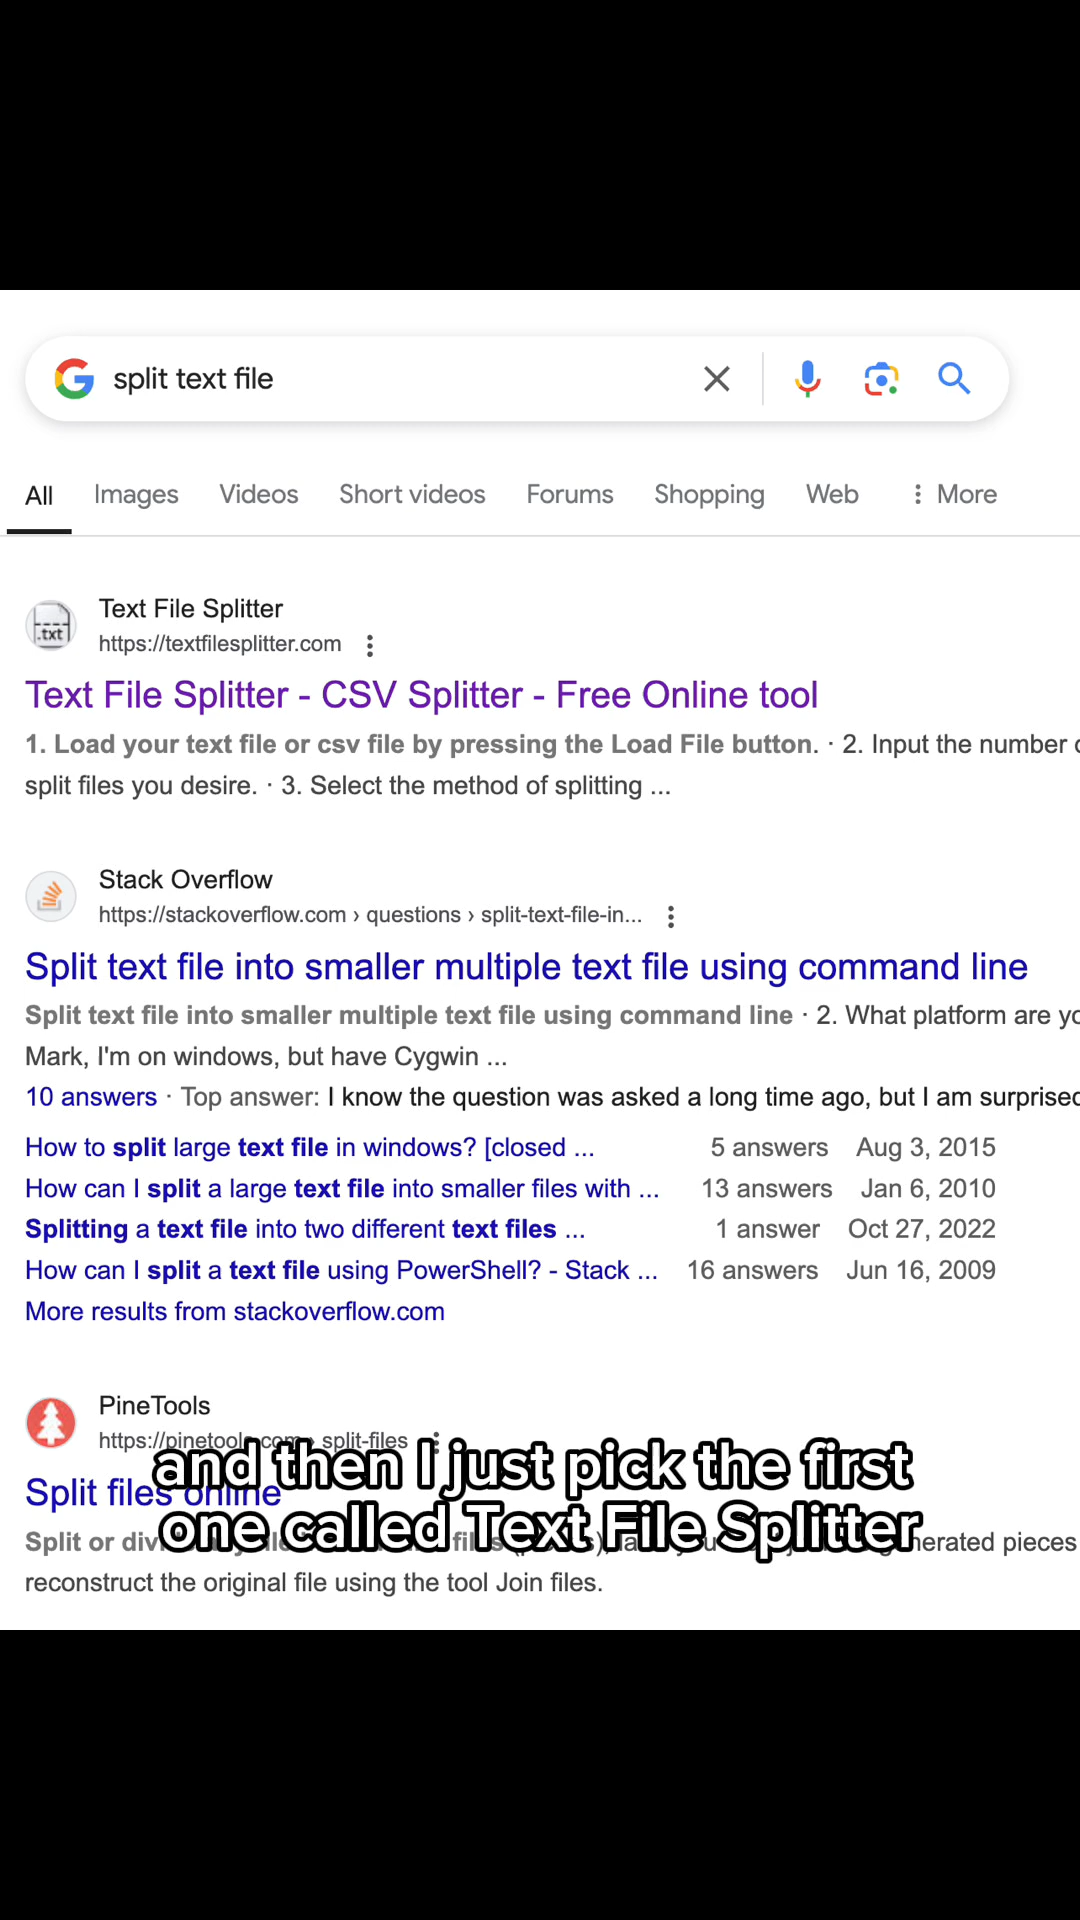 split text file
All Images Videos Short videos Forums Shopping Web More
.txt
Text File Splitter
https://textfilesplitter.com
Text File Splitter - CSV Splitter - Free Online tool
1. Load your text file or csv file by pressing the Load File button. · 2. Input the number
split files you desire. · 3. Select the method of splitting ...
Stack Overflow
https://stackoverflow.com › questions › split-text-file-in...
Split text file into smaller multiple text file using command line
Split text file into smaller multiple text file using command line · 2. What platform are
Mark, I'm on windows, but have Cygwin ...
10 answers · Top answer: I know the question was asked a long time ago, but I am surprised
How to split large text file in windows? [closed ... 5 answers Aug 3, 2015
How can I split a large text file into smaller files with ... 13 answers Jan 6, 2010
Splitting a text file into two different text files ... 1 answer Oct 27, 2022
How can I split a text file using PowerShell? - Stack ... 16 answers Jun 16, 2009
More results from stackoverflow.com
PineTools
https://pinetools.com › split-files
Split files online
and then I just pick the first
one called Text File Splitter
Split or pieces
reconstruct the original file using the tool Join files.